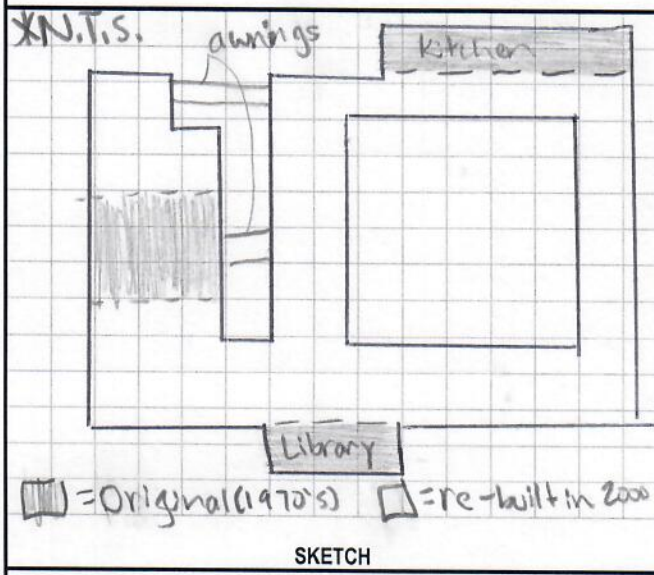 *N.T.S.
awnings
Kitchen
Library
= Original (1970's) = re-built in 2000
SKETCH